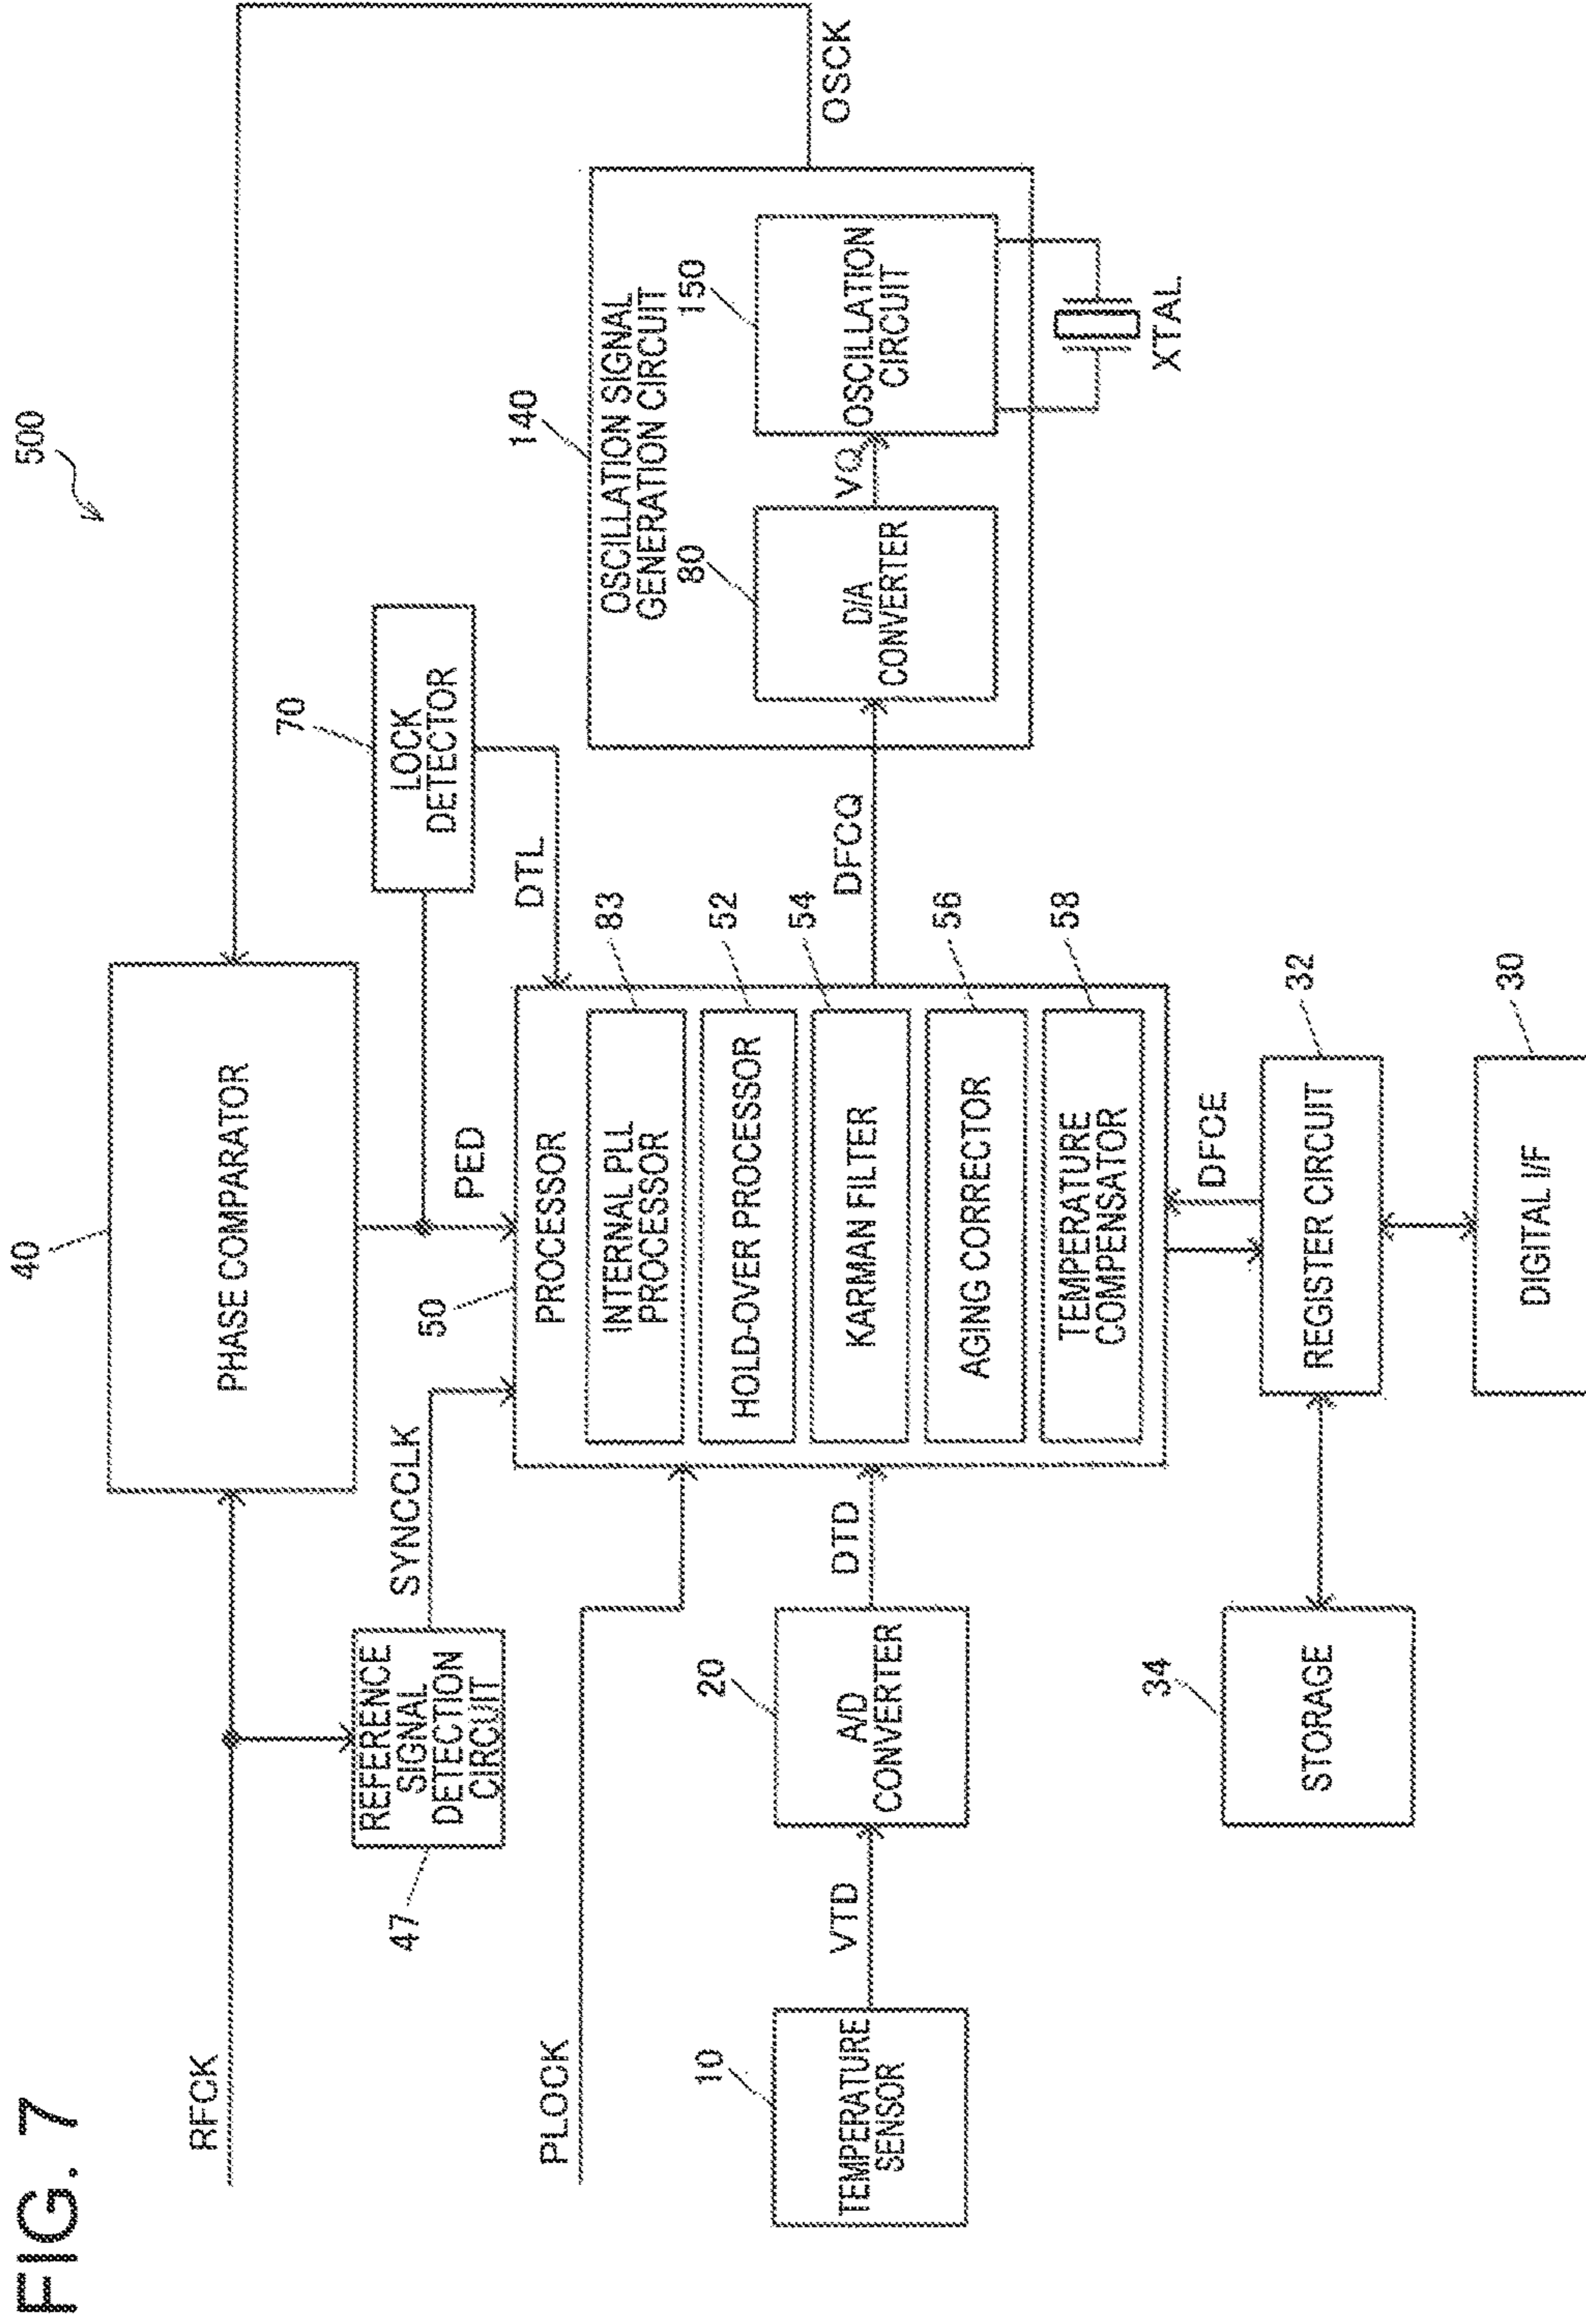 FIG. 7
500
RFCK
40
PHASE COMPARATOR
OSCK
47
REFERENCE
SIGNAL
DETECTION
CIRCUIT
SYNCCLK
PED
70
LOCK
DETECTOR
DTL
PLOCK
50
PROCESSOR
INTERNAL PLL
PROCESSOR
83
HOLD-OVER PROCESSOR
52
KARMAN FILTER
54
AGING CORRECTOR
56
TEMPERATURE
COMPENSATOR
58
140
OSCILLATION SIGNAL
GENERATION CIRCUIT
80
D/A
CONVERTER
VQ
150
OSCILLATION
CIRCUIT
XTAL
DFCQ
10
TEMPERATURE
SENSOR
VTD
20
A/D
CONVERTER
DTD
DFCE
34
STORAGE
32
REGISTER CIRCUIT
30
DIGITAL I/F